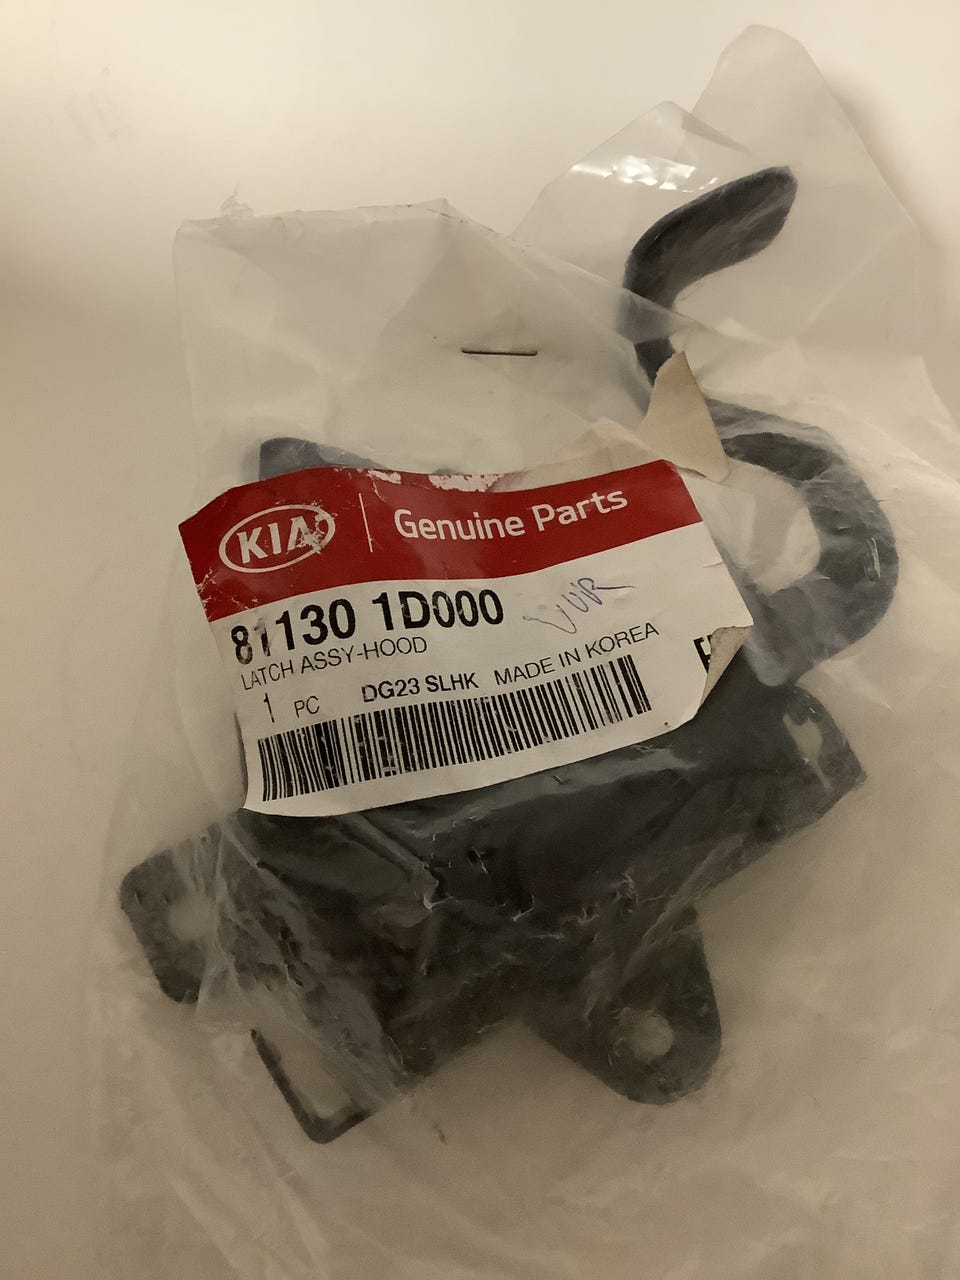 KIA Genuine Parts
81130 1D000
LATCH ASSY-HOOD
1 PC DG23 SLHK MADE IN KOREA